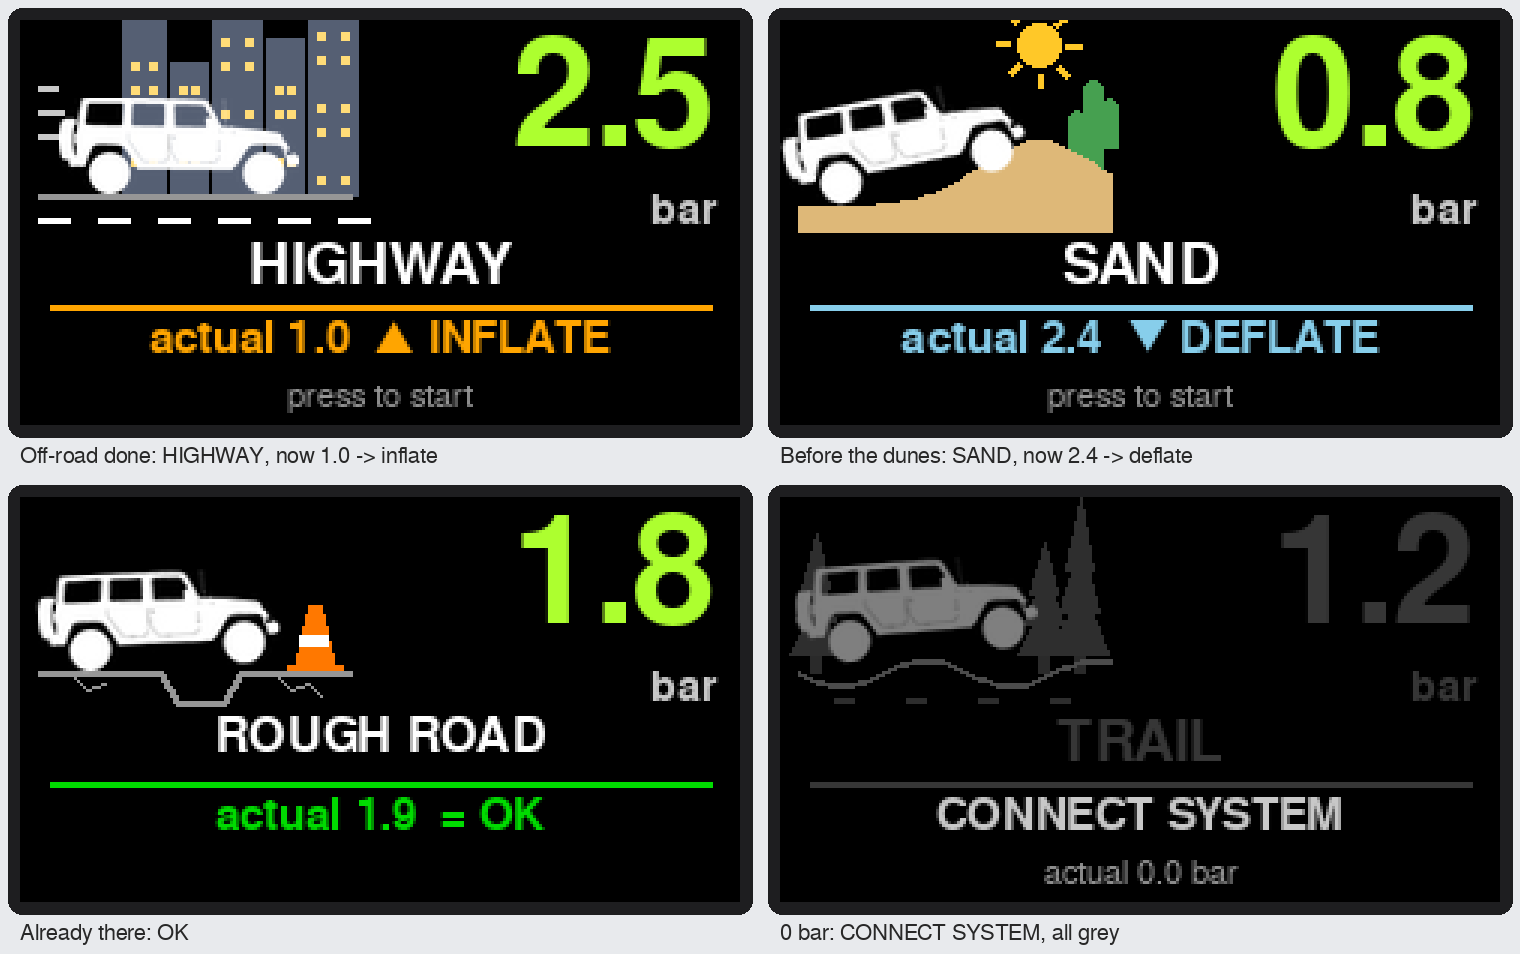 2.5
bar
HIGHWAY
actual 1.0 ▲ INFLATE
press to start
Off-road done: HIGHWAY, now 1.0 -> inflate
0.8
bar
SAND
actual 2.4 ▼ DEFLATE
press to start
Before the dunes: SAND, now 2.4 -> deflate
1.8
bar
ROUGH ROAD
actual 1.9 = OK
Already there: OK
1.2
bar
TRAIL
CONNECT SYSTEM
actual 0.0 bar
0 bar: CONNECT SYSTEM, all grey